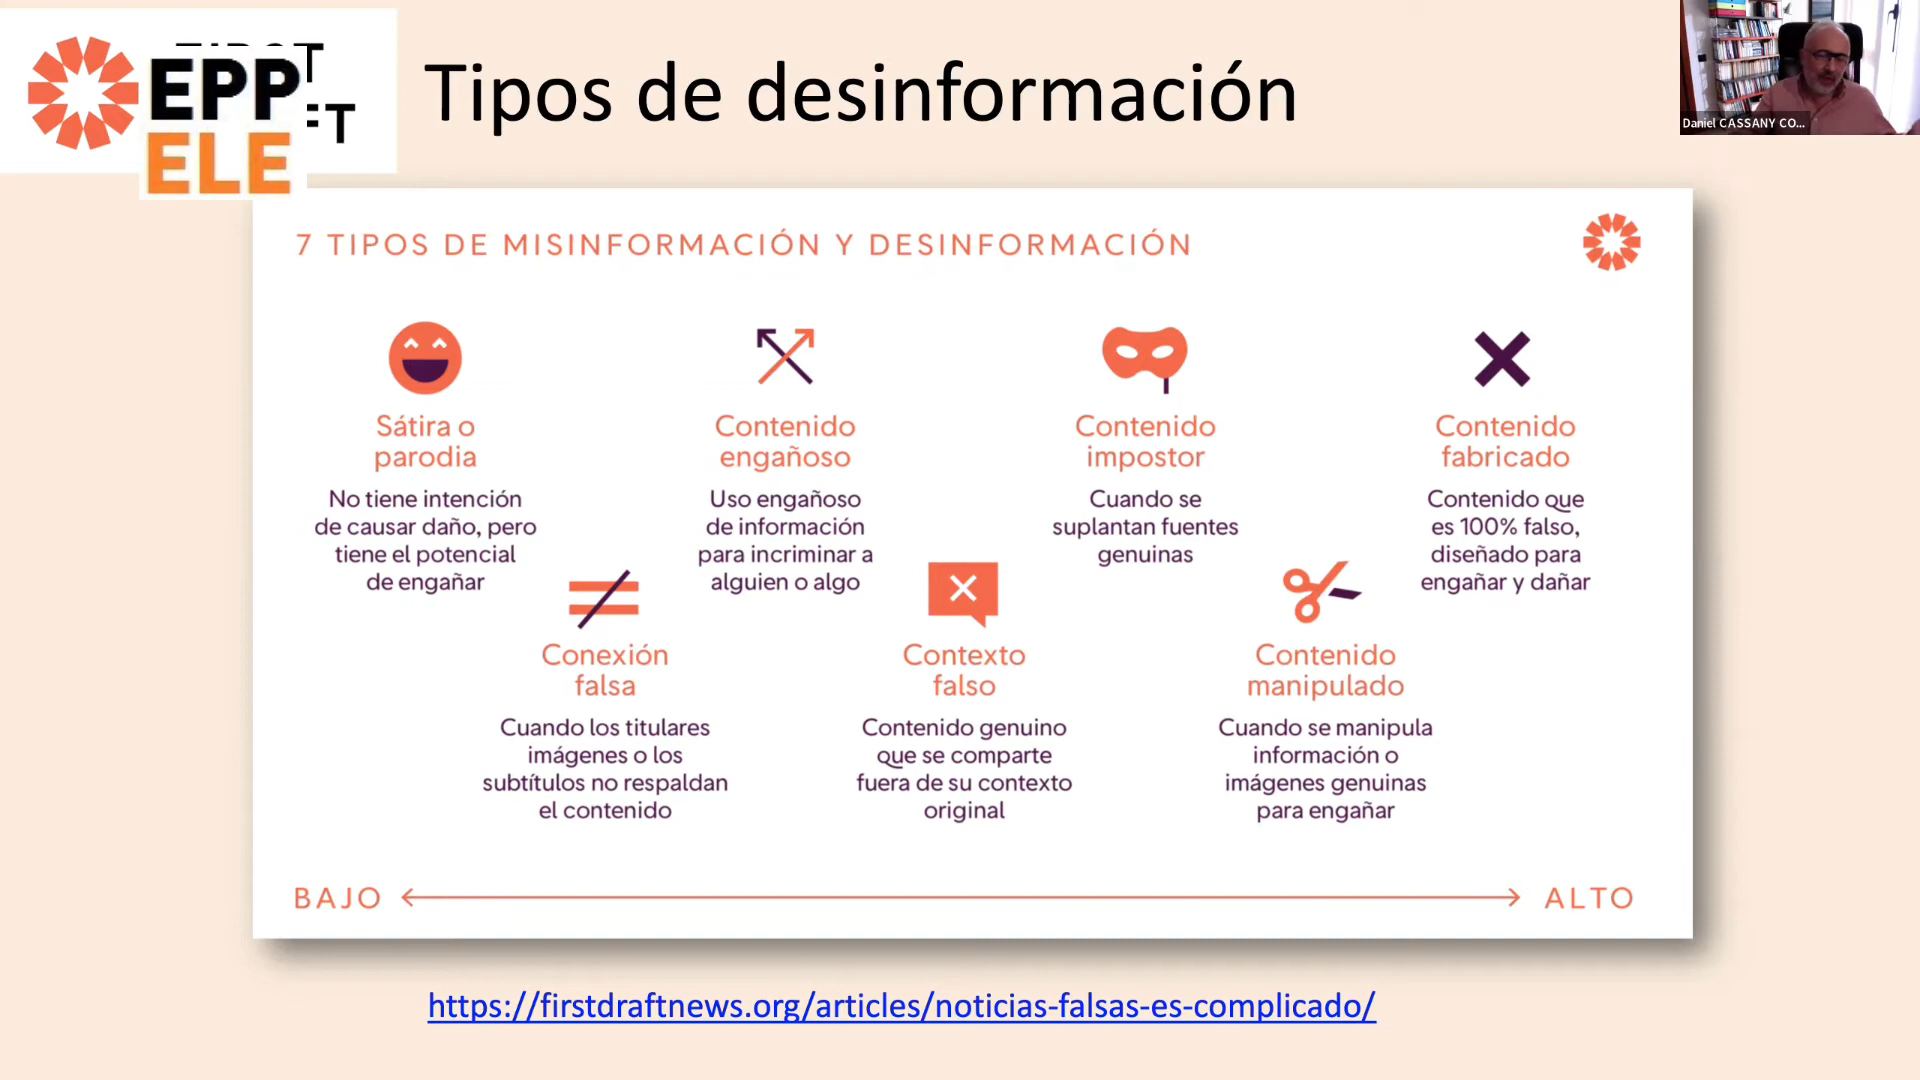 EPP
ELE
FT
Tipos de desinformación
Daniel CASSANY CO...
7 TIPOS DE MISINFORMACIÓN Y DESINFORMACIÓN
Sátira o
parodia
No tiene intención
de causar daño, pero
tiene el potencial
de engañar
Contenido
engañoso
Uso engañoso
de información
para incriminar a
alguien o algo
Contenido
impostor
Cuando se
suplantan fuentes
genuinas
Contenido
fabricado
Contenido que
es 100% falso,
diseñado para
engañar y dañar
Conexión
falsa
Cuando los titulares
imágenes o los
subtítulos no respaldan
el contenido
Contexto
falso
Contenido genuino
que se comparte
fuera de su contexto
original
Contenido
manipulado
Cuando se manipula
información o
imágenes genuinas
para engañar
BAJO
ALTO
https://firstdraftnews.org/articles/noticias-falsas-es-complicado/